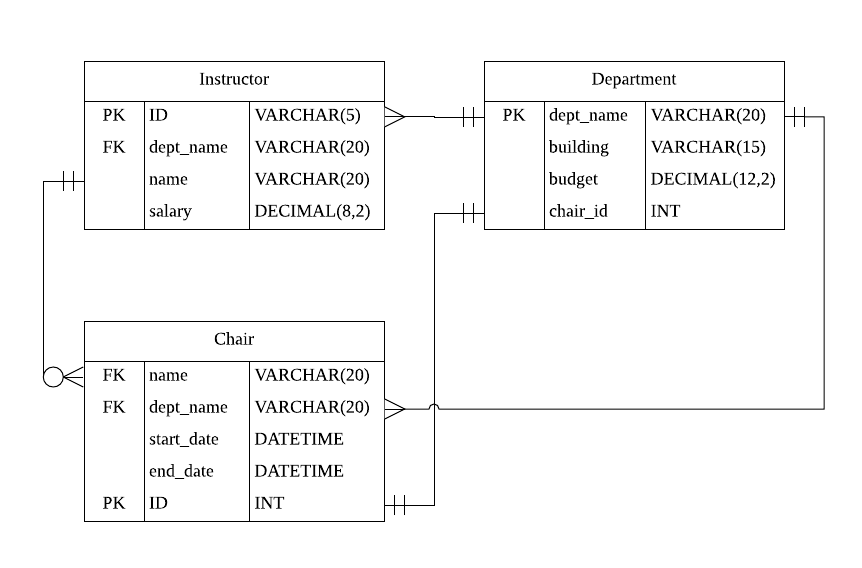 Instructor
PK ID VARCHAR(5)
FK dept_name VARCHAR(20)
name VARCHAR(20)
salary DECIMAL(8,2)
Department
PK dept_name VARCHAR(20)
building VARCHAR(15)
budget DECIMAL(12,2)
chair_id INT
Chair
FK name VARCHAR(20)
FK dept_name VARCHAR(20)
start_date DATETIME
end_date DATETIME
PK ID INT